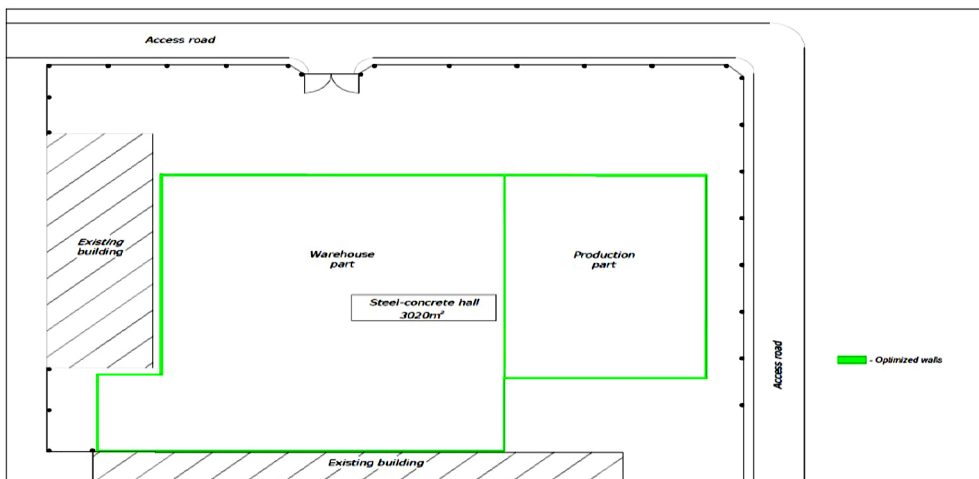 Access road
Existing
building
Warehouse
part
Production
part
Steel-concrete hall
3020m²
Access road
- Optimized walls
Existing building